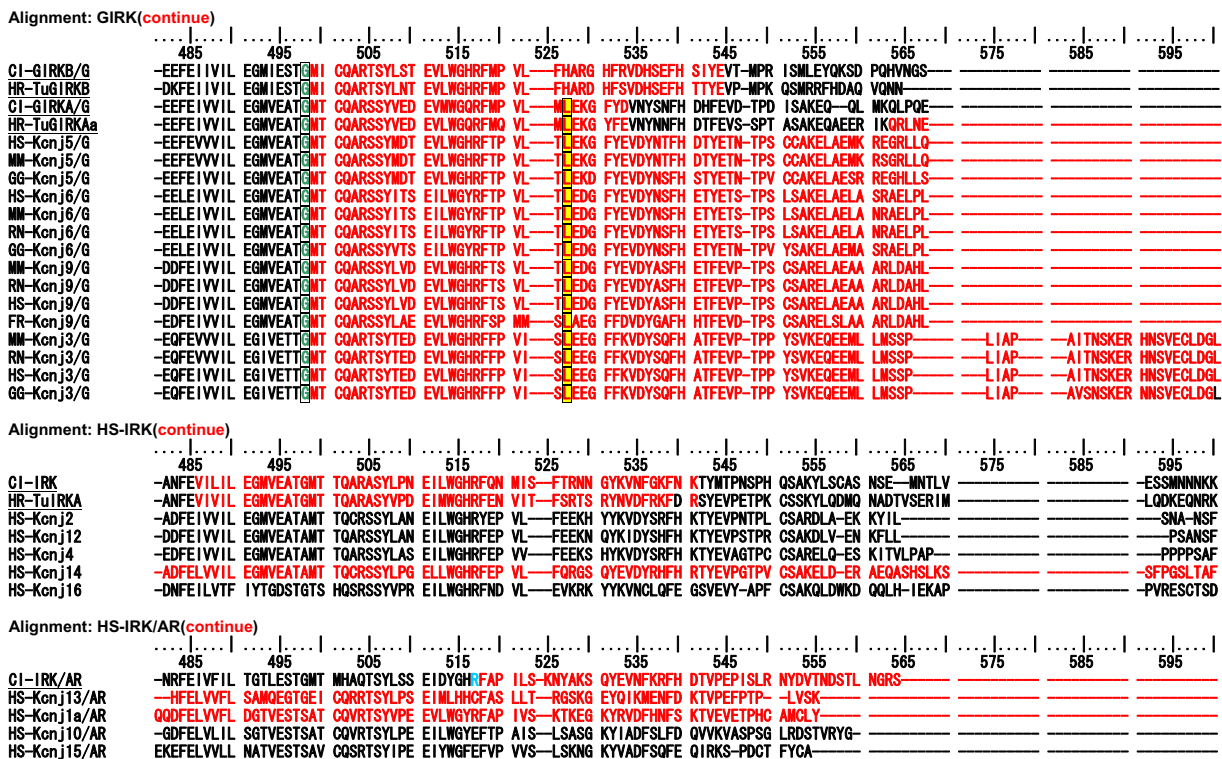 Alignment: GIRK(continue)
....|....|....|....|....|....|....|....|....|....|....|....|....|....|....|....|....|....|....|....|....|....|....|....|
485 495 505 515 525 535 545 555 565 575 585 595
CI-GIRKB/G -EEFEIIVIL EGMIESTGMI CQARTSYLST EVLWGHRFMP VL---FHARG HFRVDHSEFH SIYEVT-MPR ISMLEYQKSD PQHVNGS--- ---------- ---------- ----------
HR-TuGIRKB -DKFEIIVIL EGMIESTGMI CQARTSYLNT EVLWGHRFMP VL---FHARD HFSVDHSEFH TTYEVP-MPK QSMRRFHDAQ VQNN------ ---------- ---------- ----------
CI-GIRKA/G -EEFEIVVIL EGMVEATGMT CQARSSYVED EVMWGQRFMP VL---MLEKG FYDVNYSNFH DHFEVD-TPD ISAKEQ--QL MKQLPQE--- ---------- ---------- ----------
HR-TuGIRKAa -EEFEIVVIL EGMVEATGMT CQARSSYVED EVLWGQRFMQ VL---MLEKG YFEVNYNNFH DTFEVS-SPT ASAKEQAEER IKQRLNE--- ---------- ---------- ----------
HS-Kcnj5/G -EEFEVVVIL EGMVEATGMT CQARSSYMDT EVLWGHRFTP VL---TLEKG FYEVDYNTFH DTYETN-TPS CCAKELAEMK REGRLLQ--- ---------- ---------- ----------
MM-Kcnj5/G -EEFEVVVIL EGMVEATGMT CQARSSYMDT EVLWGHRFTP VL---TLEKG FYEVDYNTFH DTYETN-TPS CCAKELAEMK RSGRLLQ--- ---------- ---------- ----------
GG-Kcnj5/G -EEFEVVVIL EGMVEATGMT CQARSSYMDT EVLWGHRFTP VL---TLEKD FYEVDYNSFH STYETN-TPV CCAKELAESR REGHLLS--- ---------- ---------- ----------
HS-Kcnj6/G -EELEIVVIL EGMVEATGMT CQARSSYITS EILWGYRFTP VL---TLEDG FYEVDYNSFH ETYETS-TPS LSAKELAELA SRAELPL--- ---------- ---------- ----------
MM-Kcnj6/G -EELEIVVIL EGMVEATGMT CQARSSYITS EILWGYRFTP VL---TLEDG FYEVDYNSFH ETYETS-TPS LSAKELAELA NRAELPL--- ---------- ---------- ----------
RN-Kcnj6/G -EELEIVVIL EGMVEATGMT CQARSSYITS EILWGYRFTP VL---TLEDG FYEVDYNSFH ETYETS-TPS LSAKELAELA NRAELPL--- ---------- ---------- ----------
GG-Kcnj6/G -EELEIVVIL EGMVEATGMT CQARSSYVTS EILWGYRFTP VL---TLEDG FYEVDYNSFH ETYETN-TPV YSAKELAEMA SRAELPL--- ---------- ---------- ----------
MM-Kcnj9/G -DDFEIVVIL EGMVEATGMT CQARSSYLVD EVLWGHRFTS VL---TLEDG FYEVDYASFH ETFEVP-TPS CSARELAEAA ARLDAHL--- ---------- ---------- ----------
RN-Kcnj9/G -DDFEIVVIL EGMVEATGMT CQARSSYLVD EVLWGHRFTS VL---TLEDG FYEVDYASFH ETFEVP-TPS CSARELAEAA ARLDAHL--- ---------- ---------- ----------
HS-Kcnj9/G -DDFEIVVIL EGMVEATGMT CQARSSYLVD EVLWGHRFTS VL---TLEDG FYEVDYASFH ETFEVP-TPS CSARELAEAA ARLDAHL--- ---------- ---------- ----------
FR-Kcnj9/G -EDFEIVVIL EGMVEATGMT CQARSSYLAE EVLWGHRFSP MM---SLAEG FFDVDYGAFH HTFEVD-TPS CSARELSLAA ARLDAHL--- ---------- ---------- ----------
MM-Kcnj3/G -EQFEVVVIL EGIVETTGMT CQARTSYTED EVLWGHRFFP VI---SLEEG FFKVDYSQFH ATFEVP-TPP YSVKEQEEML LMSSP----- ---LIAP--- --AITNSKER HNSVECLDGL
RN-Kcnj3/G -EQFEVVVIL EGIVETTGMT CQARTSYTED EVLWGHRFFP VI---SLEEG FFKVDYSQFH ATFEVP-TPP YSVKEQEEML LMSSP----- ---LIAP--- --AITNSKER HNSVECLDGL
HS-Kcnj3/G -EQFEIVVIL EGIVETTGMT CQARTSYTED EVLWGHRFFP VI---SLEEG FFKVDYSQFH ATFEVP-TPP YSVKEQEEML LMSSP----- ---LIAP--- --AITNSKER HNSVECLDGL
GG-Kcnj3/G -EQFEIVVIL EGIVETTGMT CQARTSYTED EVLWGHRFFP VI---SLEEG FFKVDYSQFH ATFEVP-TPP YSVKEQEEML LMSSP----- ---LIAP--- --AVSNSKER NNSVECLDGL
Alignment: HS-IRK(continue)
....|....|....|....|....|....|....|....|....|....|....|....|....|....|....|....|....|....|....|....|....|....|....|....|
485 495 505 515 525 535 545 555 565 575 585 595
CI-IRK -ANFEVILIL EGMVEATGMT TQARASYLPN EILWGHRFQN MIS--FTRNN GYKVNFGKFN KTYMTPNSPH QSAKYLSCAS NSE--MNTLV ---------- ---------- --ESSMNNNKK
HR-TuIRKA -ANFEVVVIL EGMVEATGMT TQARTSYVPD EIMWGHRFEN VIT--FSRTS RYNVDFRKFD RSYEVPETPK CSSKYLQDMQ NADTVSERIM ---------- ---------- --LQDKEQNRK
HS-Kcnj2 -ADFEIVVIL EGMVEATAMT TQCRSSYLAN EILWGHRYEP VL---FEEKH YYKVDYSRFH KTYEVPNTPL CSARDLA-EK KYIL------ ---------- ---------- ----SNA-NSF
HS-Kcnj12 -DDFEIVVIL EGMVEATAMT TQARSSYLAN EILWGHRFEP VL---FEEKN QYKIDYSHFH KTYEVPSTPR CSAKDLV-EN KFLL------ ---------- ---------- -----PSANSF
HS-Kcnj4 -EDFEIVVIL EGMVEATAMT TQARSSYLAS EILWGHRFEP VV---FEEKS HYKVDYSRFH KTYEVAGTPC CSARELQ-ES KITVLPAP-- ---------- ---------- ----PPPPSAF
HS-Kcnj14 -ADFELVVIL EGMVEATAMT TQCRSSYLPG ELLWGHRFEP VL---FQRGS QYEVDYRHFH RTYEVPGTPV CSAKELD-ER AEQASHSLKS ---------- ---------- -SFPGSLTAF
HS-Kcnj16 -DNFEILVTF IYTGDSTGTS HQSRSSYVPR EILWGHRFND VL---EVKRK YYKVNCLQFE GSVEVY-APF CSAKQLDWKD QQLH-IEKAP ---------- ---------- -PVRESCTSD
Alignment: HS-IRK/AR(continue)
....|....|....|....|....|....|....|....|....|....|....|....|....|....|....|....|....|....|....|....|....|....|....|....|
485 495 505 515 525 535 545 555 565 575 585 595
CI-IRK/AR -NRFEIVFIL TGTLESTGMT MHAQTSYLSS EIDYGHRFAP ILS-KNYAKS QYEVNFKRFH DTVPEPISLR NYDVTNDSTL NGRS------ ---------- ---------- ----------
HS-Kcnj13/AR --HFELVVFL SAMQEGTGEI CQRRTSYLPS EIMLHHCFAS LLT--RGSKG EYQIKMENFD KTVPEFPTP- -LVSK----- ---------- ---------- ---------- ----------
HS-Kcnj1a/AR QQDFELVVFL DGTVESTSAT CQVRTSYVPE EVLWGYRFAP IVS--KTKEG KYRVDFHNFS KTVEVETPHC AMCLY----- ---------- ---------- ---------- ----------
HS-Kcnj10/AR -GDFELVLIL SGTVESTSAT CQVRTSYLPE EILWGYEFTP AIS--LSASG KYIADFSLFD QVVKVASPSG LRDSTVRYG- ---------- ---------- ---------- ----------
HS-Kcnj15/AR EKEFELVVLL NATVESTSAV CQSRTSYIPE EIYWGFEFVP VVS--LSKNG KYVADFSQFE QIRKS-PDCT FYCA------ ---------- ---------- ---------- ----------